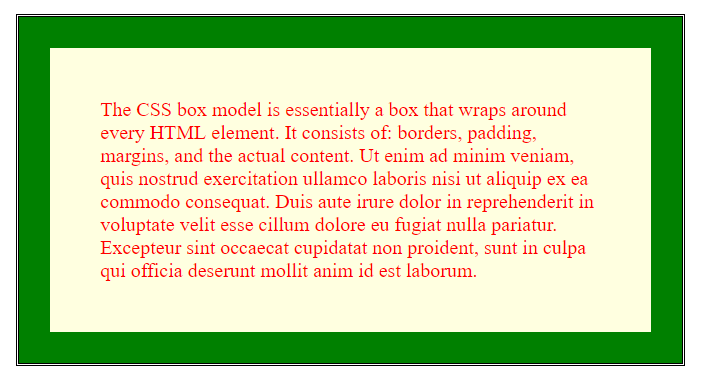 The CSS box model is essentially a box that wraps around
every HTML element. It consists of: borders, padding,
margins, and the actual content. Ut enim ad minim veniam,
quis nostrud exercitation ullamco laboris nisi ut aliquip ex ea
commodo consequat. Duis aute irure dolor in reprehenderit in
voluptate velit esse cillum dolore eu fugiat nulla pariatur.
Excepteur sint occaecat cupidatat non proident, sunt in culpa
qui officia deserunt mollit anim id est laborum.